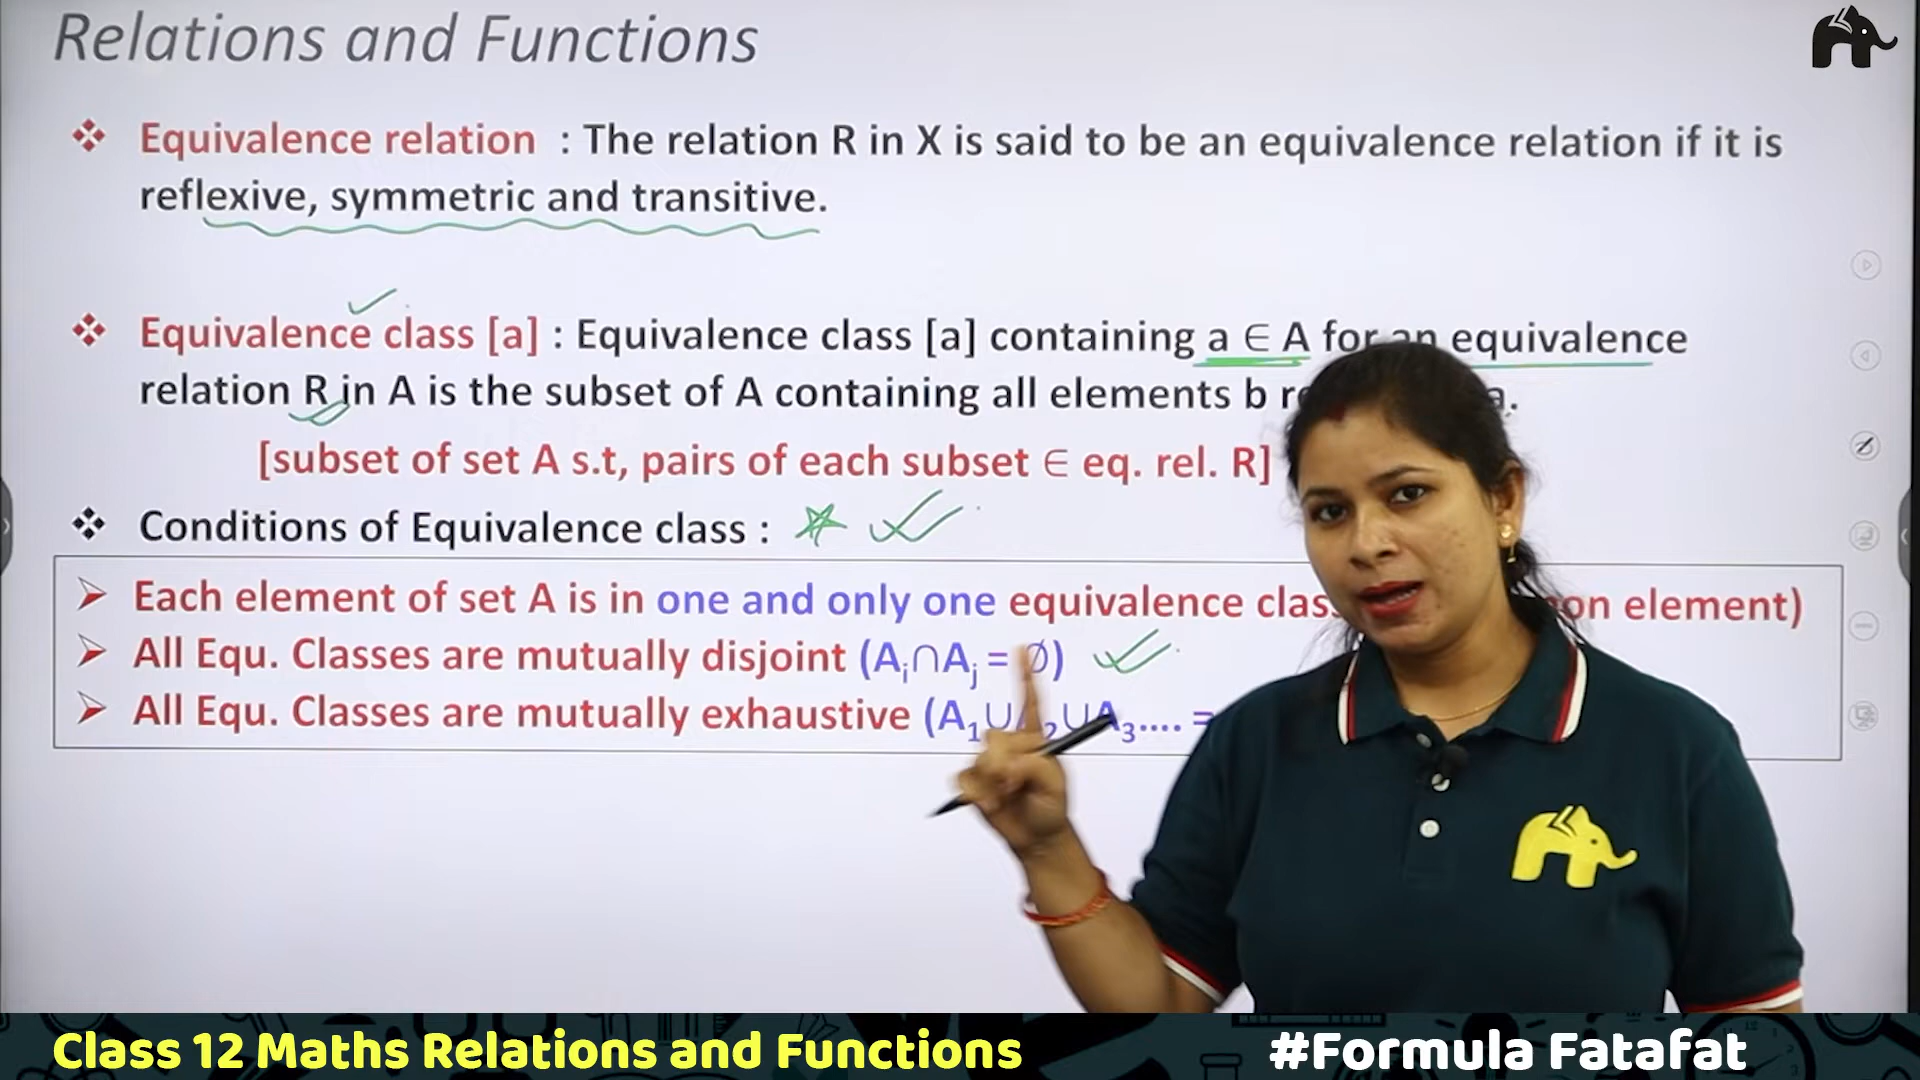 Relations and Functions
Equivalence relation : The relation R in X is said to be an equivalence relation if it is
reflexive, symmetric and transitive.
Equivalence class [a] : Equivalence class [a] containing a ∈ A for an equivalence
relation R in A is the subset of A containing all elements b a.
[subset of set A s.t, pairs of each subset ∈ eq. rel. R]
Conditions of Equivalence class :
Each element of set A is in one and only one equivalence element)
All Equ. Classes are mutually disjoint (Ai∩Aj = ∅)
All Equ. Classes are mutually exhaustive (A1∪A2∪A3.... =
Class 12 Maths Relations and Functions
#Formula Fatafat